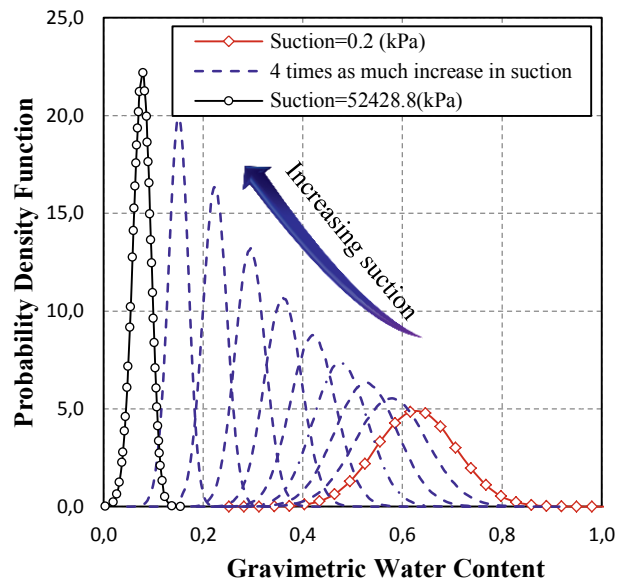 25,0
20,0
15,0
10,0
5,0
0,0
Probability Density Function
Suction=0.2 (kPa)
4 times as much increase in suction
Suction=52428.8(kPa)
Increasing suction
0,0
0,2
0,4
0,6
0,8
1,0
Gravimetric Water Content